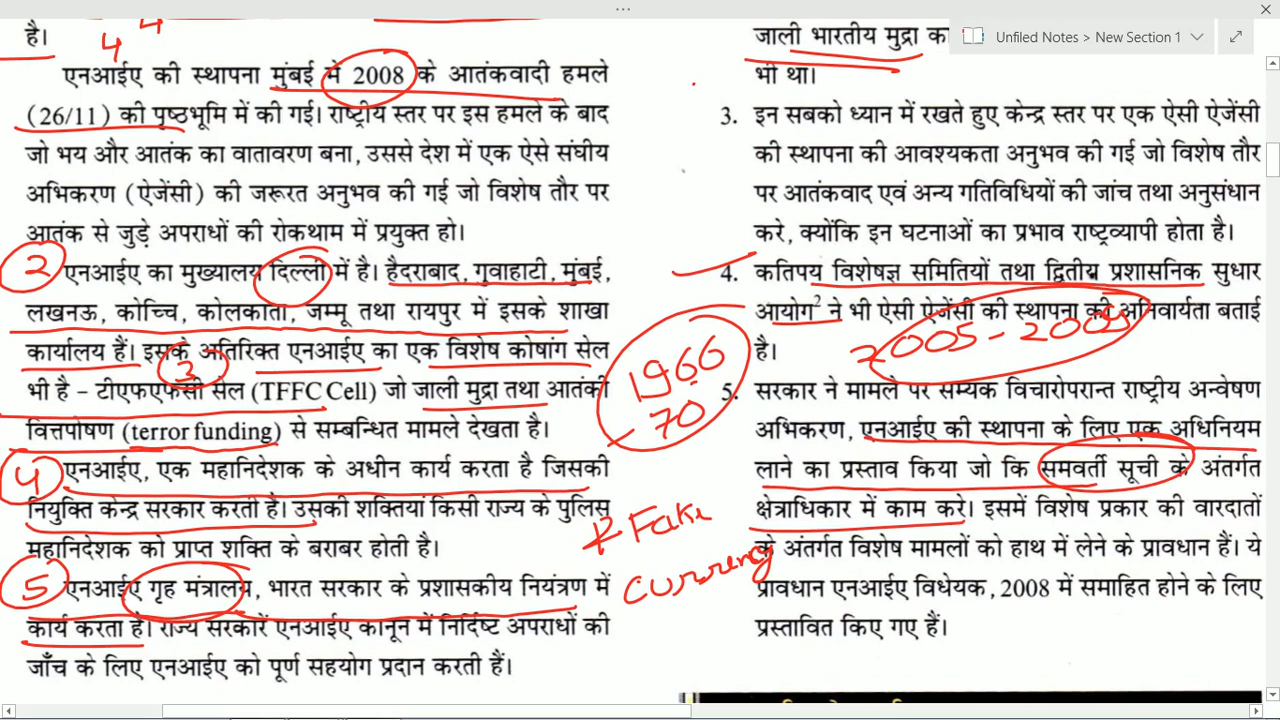 Unfiled Notes > New Section 1
है।
4
4
एनआईए की स्थापना मुंबई में 2008 के आतंकवादी हमले
(26/11) की पृष्ठभूमि में की गई। राष्ट्रीय स्तर पर इस हमले के बाद
जो भय और आतंक का वातावरण बना, उससे देश में एक ऐसे संघीय
अभिकरण (ऐजेंसी) की जरूरत अनुभव की गई जो विशेष तौर पर
आतंक से जुड़े अपराधों की रोकथाम में प्रयुक्त हो।
2
एनआईए का मुख्यालय दिल्ली में है। हैदराबाद, गुवाहाटी, मुंबई,
लखनऊ, कोच्चि, कोलकाता, जम्मू तथा रायपुर में इसके शाखा
कार्यालय हैं। इसके अतिरिक्त एनआईए का एक विशेष कोषांग सेल
3
भी है – टीएफएफसी सेल (TFFC Cell) जो जाली मुद्रा तथा आतंकी
वित्तपोषण (terror funding) से सम्बन्धित मामले देखता है।
4
एनआईए, एक महानिदेशक के अधीन कार्य करता है जिसकी
नियुक्ति केन्द्र सरकार करती है। उसकी शक्तियां किसी राज्य के पुलिस
महानिदेशक को प्राप्त शक्ति के बराबर होती है।
5
एनआईए गृह मंत्रालय, भारत सरकार के प्रशासकीय नियंत्रण में
कार्य करता है। राज्य सरकारें एनआईए कानून में निर्दिष्ट अपराधों की
जाँच के लिए एनआईए को पूर्ण सहयोग प्रदान करती हैं।
1966
- 70
Fake
currency
जाली भारतीय मुद्रा का
भी था।
3. इन सबको ध्यान में रखते हुए केन्द्र स्तर पर एक ऐसी ऐजेंसी
की स्थापना की आवश्यकता अनुभव की गई जो विशेष तौर
पर आतंकवाद एवं अन्य गतिविधियों की जांच तथा अनुसंधान
करे, क्योंकि इन घटनाओं का प्रभाव राष्ट्रव्यापी होता है।
4. कतिपय विशेषज्ञ समितियों तथा द्वितीय प्रशासनिक सुधार
आयोग² ने भी ऐसी ऐजेंसी की स्थापना की अनिवार्यता बताई
है।
2005 - 2005
5. सरकार ने मामले पर सम्यक विचारोपरान्त राष्ट्रीय अन्वेषण
अभिकरण, एनआईए की स्थापना के लिए एक अधिनियम
लाने का प्रस्ताव किया जो कि समवर्ती सूची के अंतर्गत
क्षेत्राधिकार में काम करे। इसमें विशेष प्रकार की वारदातों
के अंतर्गत विशेष मामलों को हाथ में लेने के प्रावधान हैं। ये
प्रावधान एनआईए विधेयक, 2008 में समाहित होने के लिए
प्रस्तावित किए गए हैं।